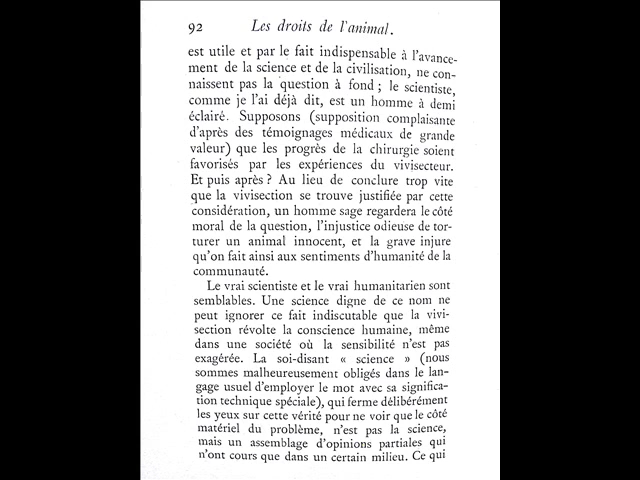 92 Les droits de l'animal.
est utile et par le fait indispensable à l'avance-
ment de la science et de la civilisation, ne con-
naissent pas la question à fond ; le scientiste,
comme je l'ai déjà dit, est un homme à demi
éclairé. Supposons (supposition complaisante
d'après des témoignages médicaux de grande
valeur) que les progrès de la chirurgie soient
favorisés par les expériences du vivisecteur.
Et puis après ? Au lieu de conclure trop vite
que la vivisection se trouve justifiée par cette
considération, un homme sage regardera le côté
moral de la question, l'injustice odieuse de tor-
turer un animal innocent, et la grave injure
qu'on fait ainsi aux sentiments d'humanité de la
communauté.
Le vrai scientiste et le vrai humanitarien sont
semblables. Une science digne de ce nom ne
peut ignorer ce fait indiscutable que la vivi-
section révolte la conscience humaine, même
dans une société où la sensibilité n'est pas
exagérée. La soi-disant « science » (nous
sommes malheureusement obligés dans le lan-
gage usuel d'employer le mot avec sa significa-
tion technique spéciale), qui ferme délibérément
les yeux sur cette vérité pour ne voir que le côté
matériel du problème, n'est pas la science,
mais un assemblage d'opinions partiales qui
n'ont cours que dans un certain milieu. Ce qui